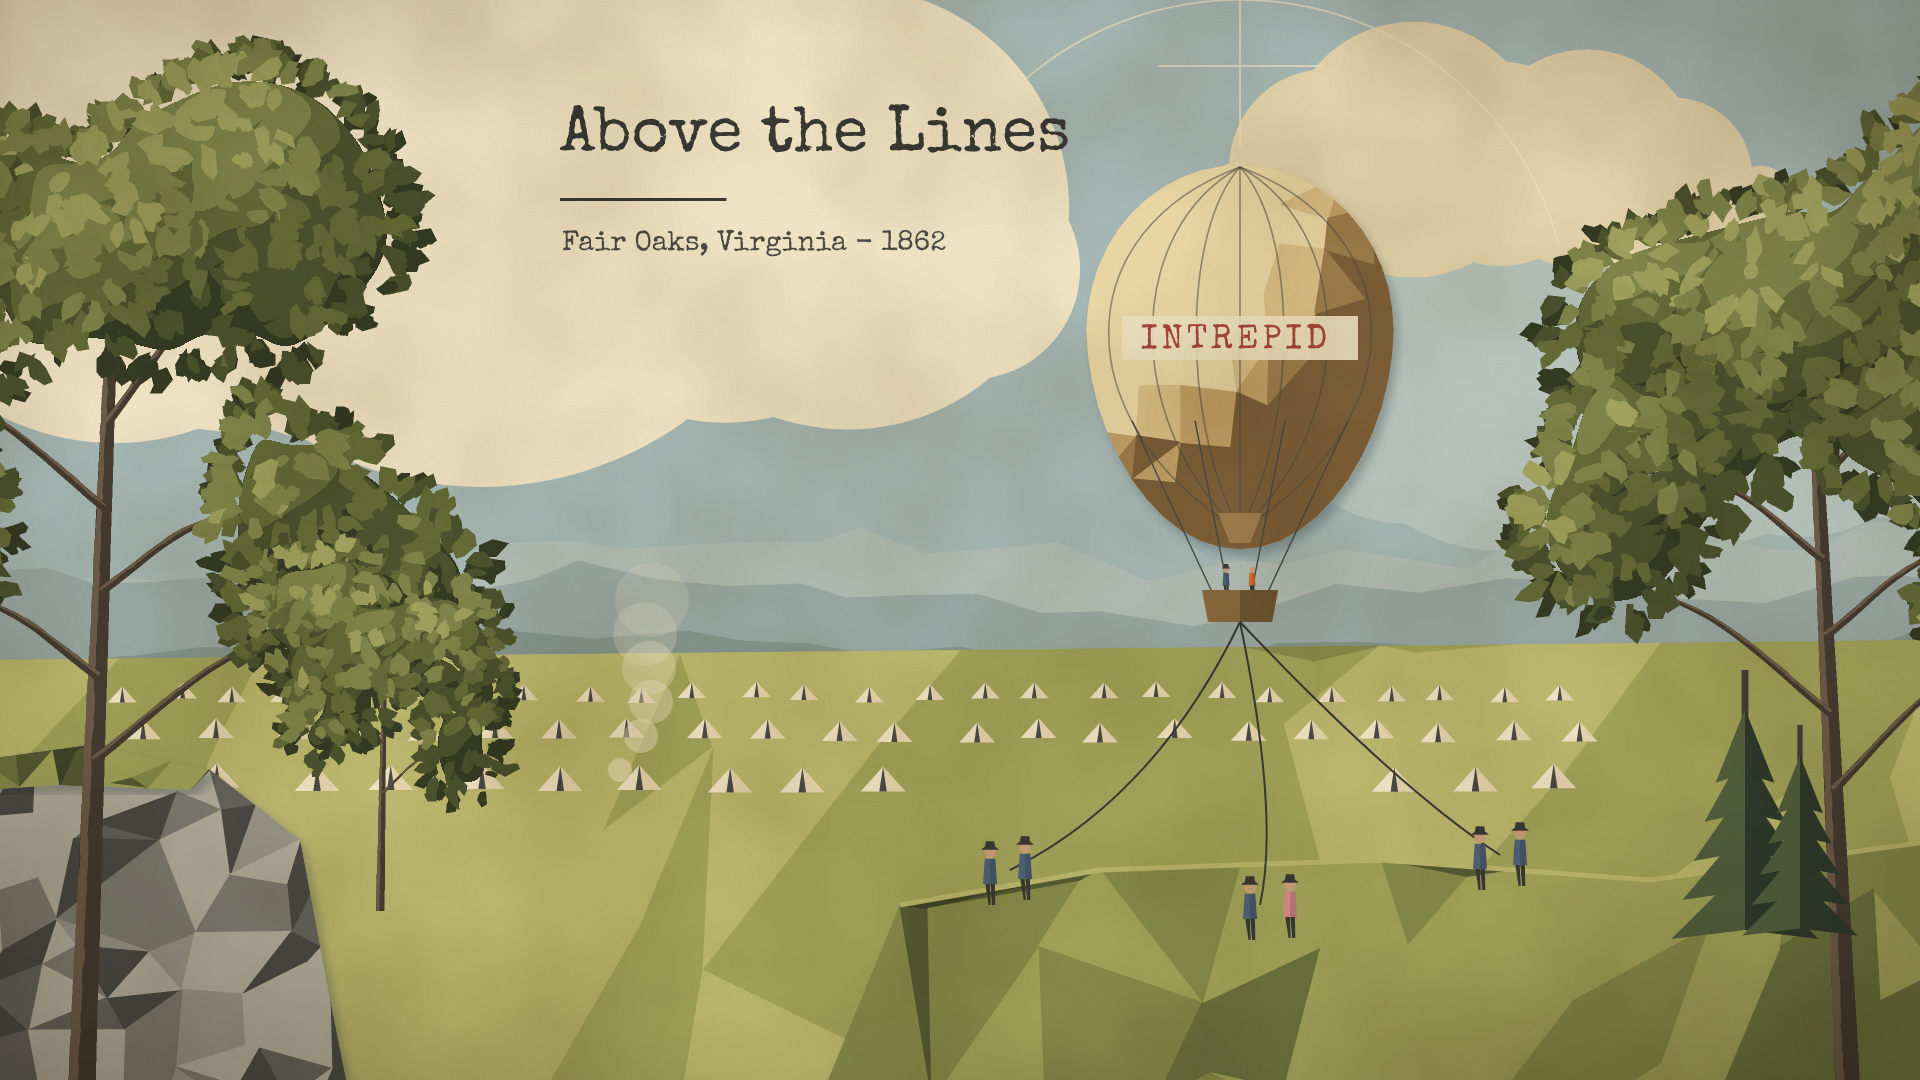 Above the Lines
Fair Oaks, Virginia – 1862
INTREPID